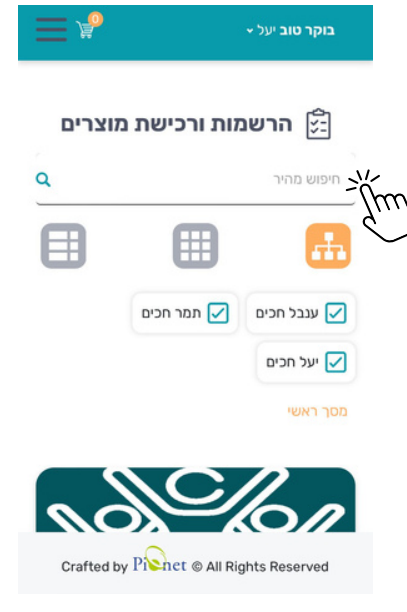 בוקר טוב יעל
0
הרשמות ורכישת מוצרים
חיפוש מהיר
ענבל חכים
תמר חכים
יעל חכים
מסך ראשי
Crafted by Pionet © All Rights Reserved